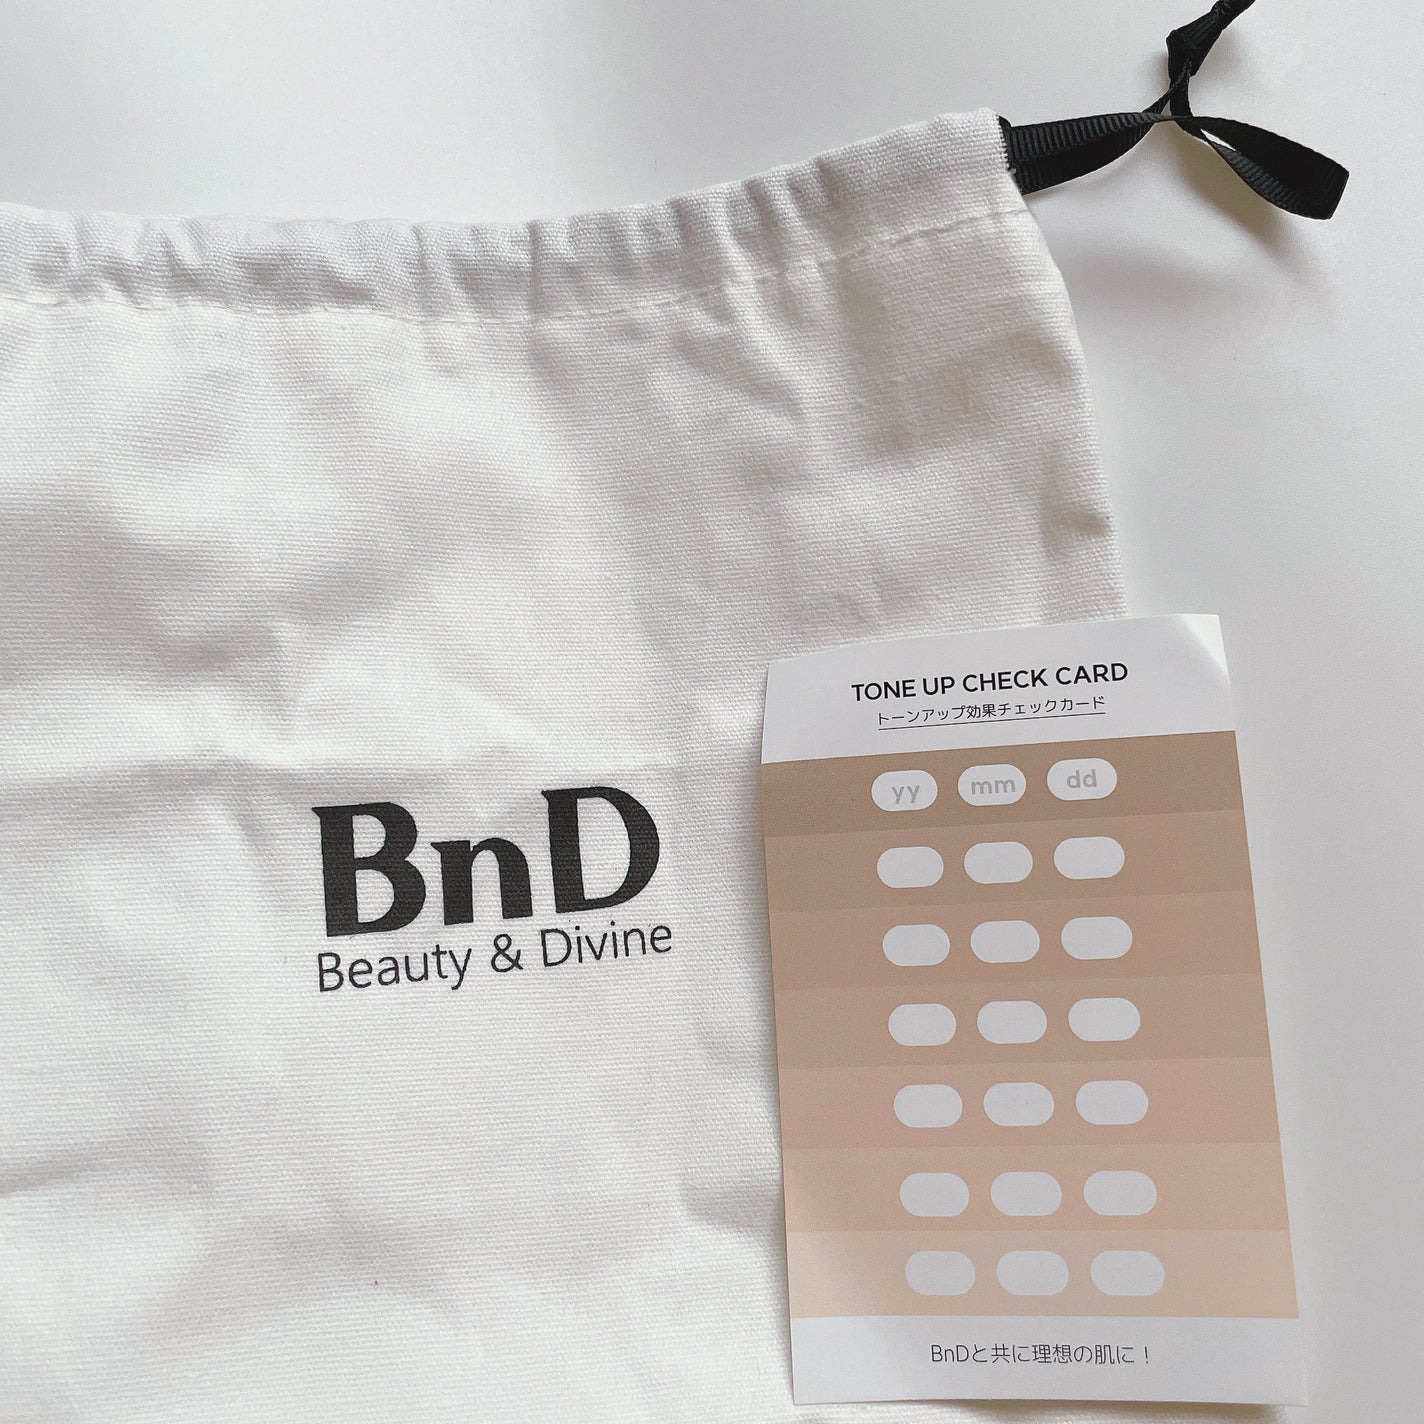 BnD
Beauty & Divine
TONE UP CHECK CARD
トーンアップ効果チェックカード
yy mm dd
BnDと共に理想の肌に！